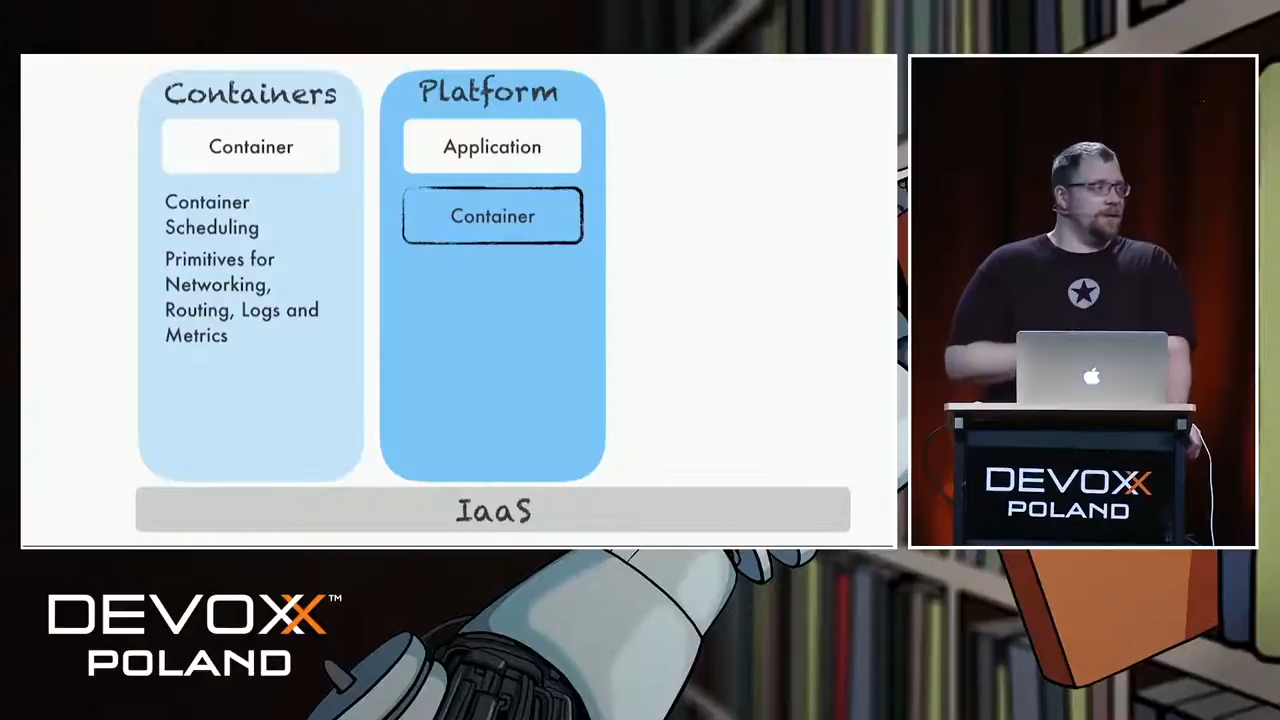 Containers
Container
Container
Scheduling
Primitives for
Networking,
Routing, Logs and
Metrics
Platform
Application
Container
IaaS
DEVOXX
POLAND
DEVOXX™
POLAND